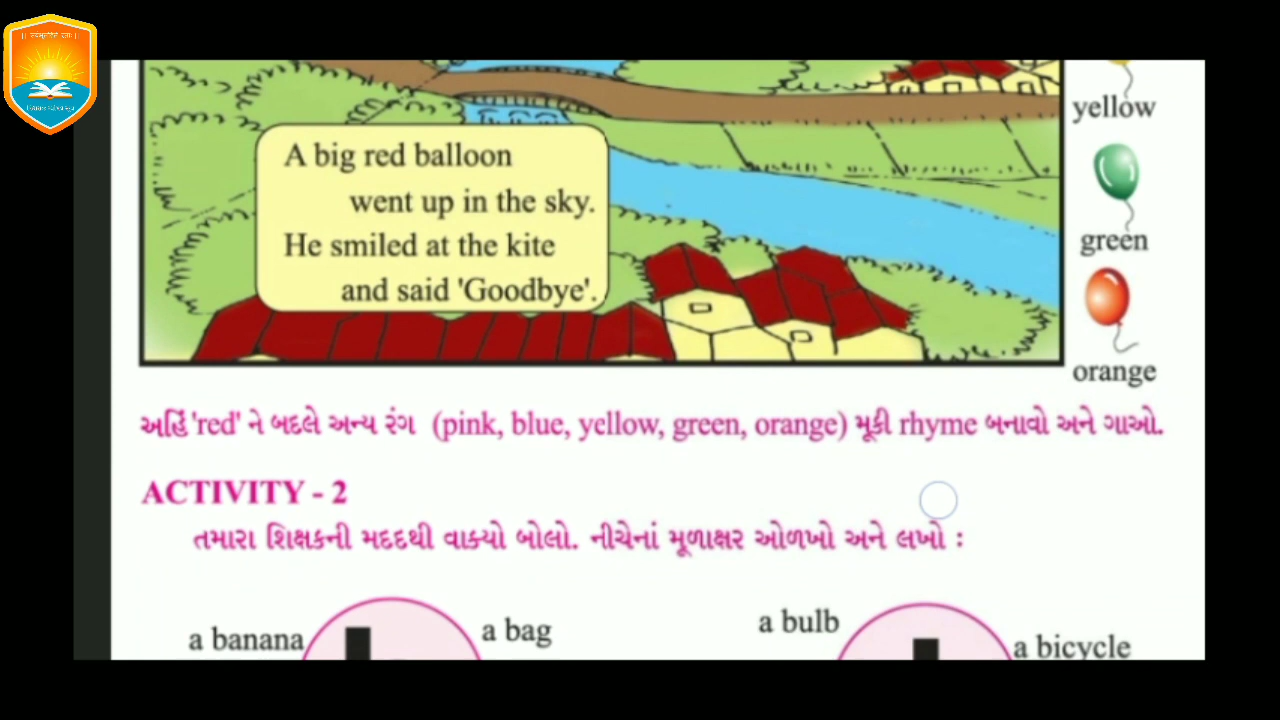 A big red balloon
went up in the sky.
He smiled at the kite
and said 'Goodbye'.
yellow
green
orange
અહિં 'red' ને બદલે અન્ય રંગ (pink, blue, yellow, green, orange) મૂકી rhyme બનાવો અને ગાઓ.
ACTIVITY - 2
તમારા શિક્ષકની મદદથી વાક્યો બોલો. નીચેનાં મૂળાક્ષર ઓળખો અને લખો :
a banana
a bag
a bulb
a bicycle